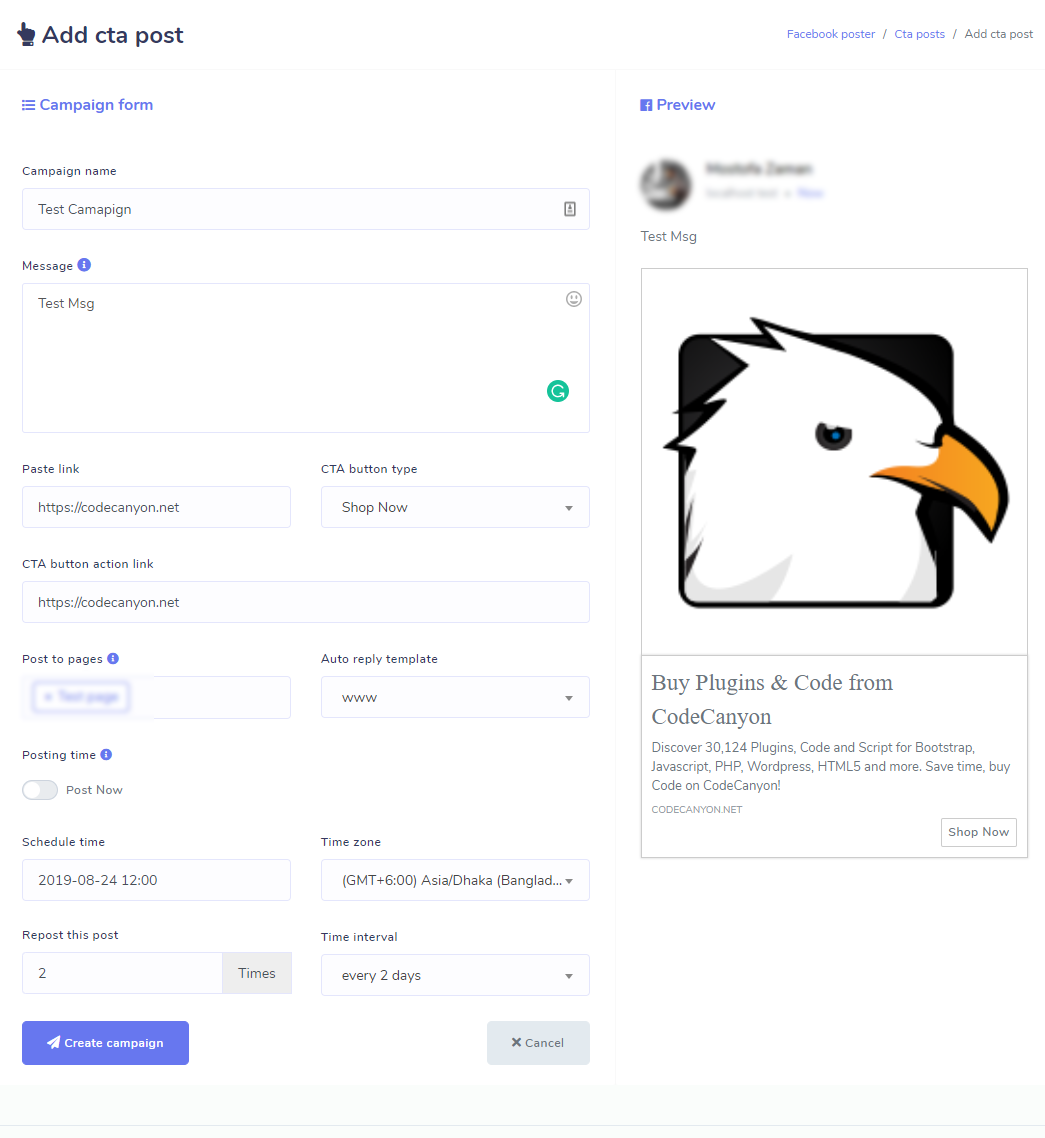 Add cta post
Facebook poster / Cta posts / Add cta post
Campaign form
Campaign name
Test Camapign
Message
Test Msg
Paste link
CTA button type
https://codecanyon.net
Shop Now
CTA button action link
https://codecanyon.net
Post to pages
Auto reply template
× Test page
www
Posting time
Post Now
Schedule time
Time zone
2019-08-24 12:00
(GMT+6:00) Asia/Dhaka (Banglad...
Repost this post
Time interval
2
Times
every 2 days
Create campaign
Cancel
Preview
Mostofa Zaman
Now
Test Msg
Buy Plugins & Code from
CodeCanyon
Discover 30,124 Plugins, Code and Script for Bootstrap,
Javascript, PHP, Wordpress, HTML5 and more. Save time, buy
Code on CodeCanyon!
CODECANYON.NET
Shop Now